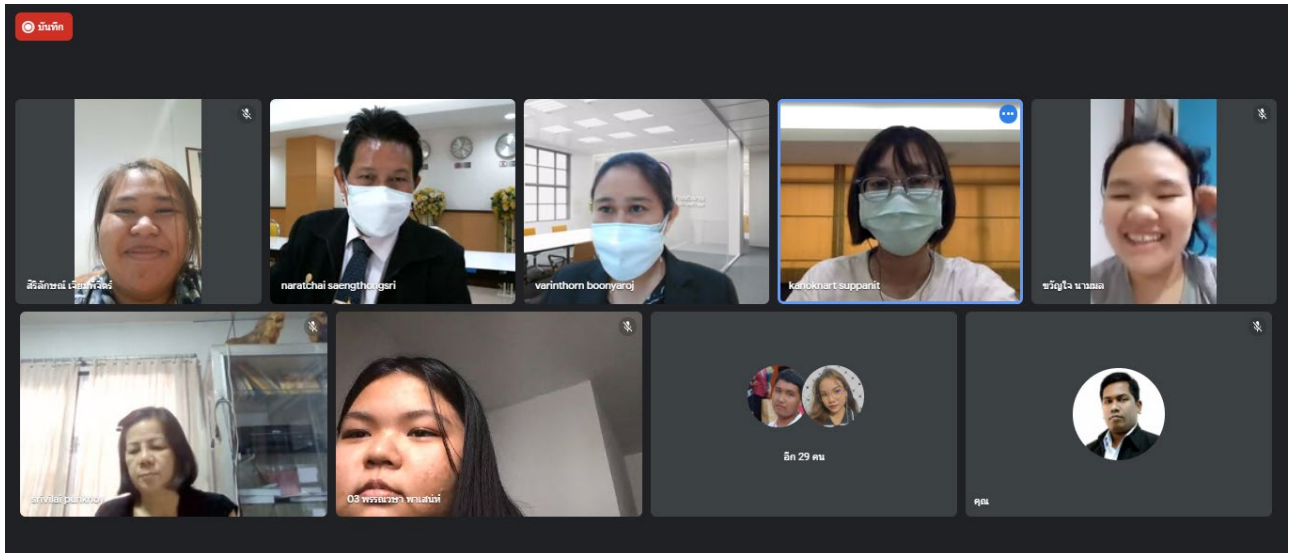 บันทึก
สิริลักษณ์ เจียมพิจิตร์
naratchai saengthongsri
varinthorn boonyaroj
kanoknart suppanit
ขวัญใจ นามมล
srivilai
03 พรรณวษา พาเสน่ห์
อีก 29 คน
คุณ